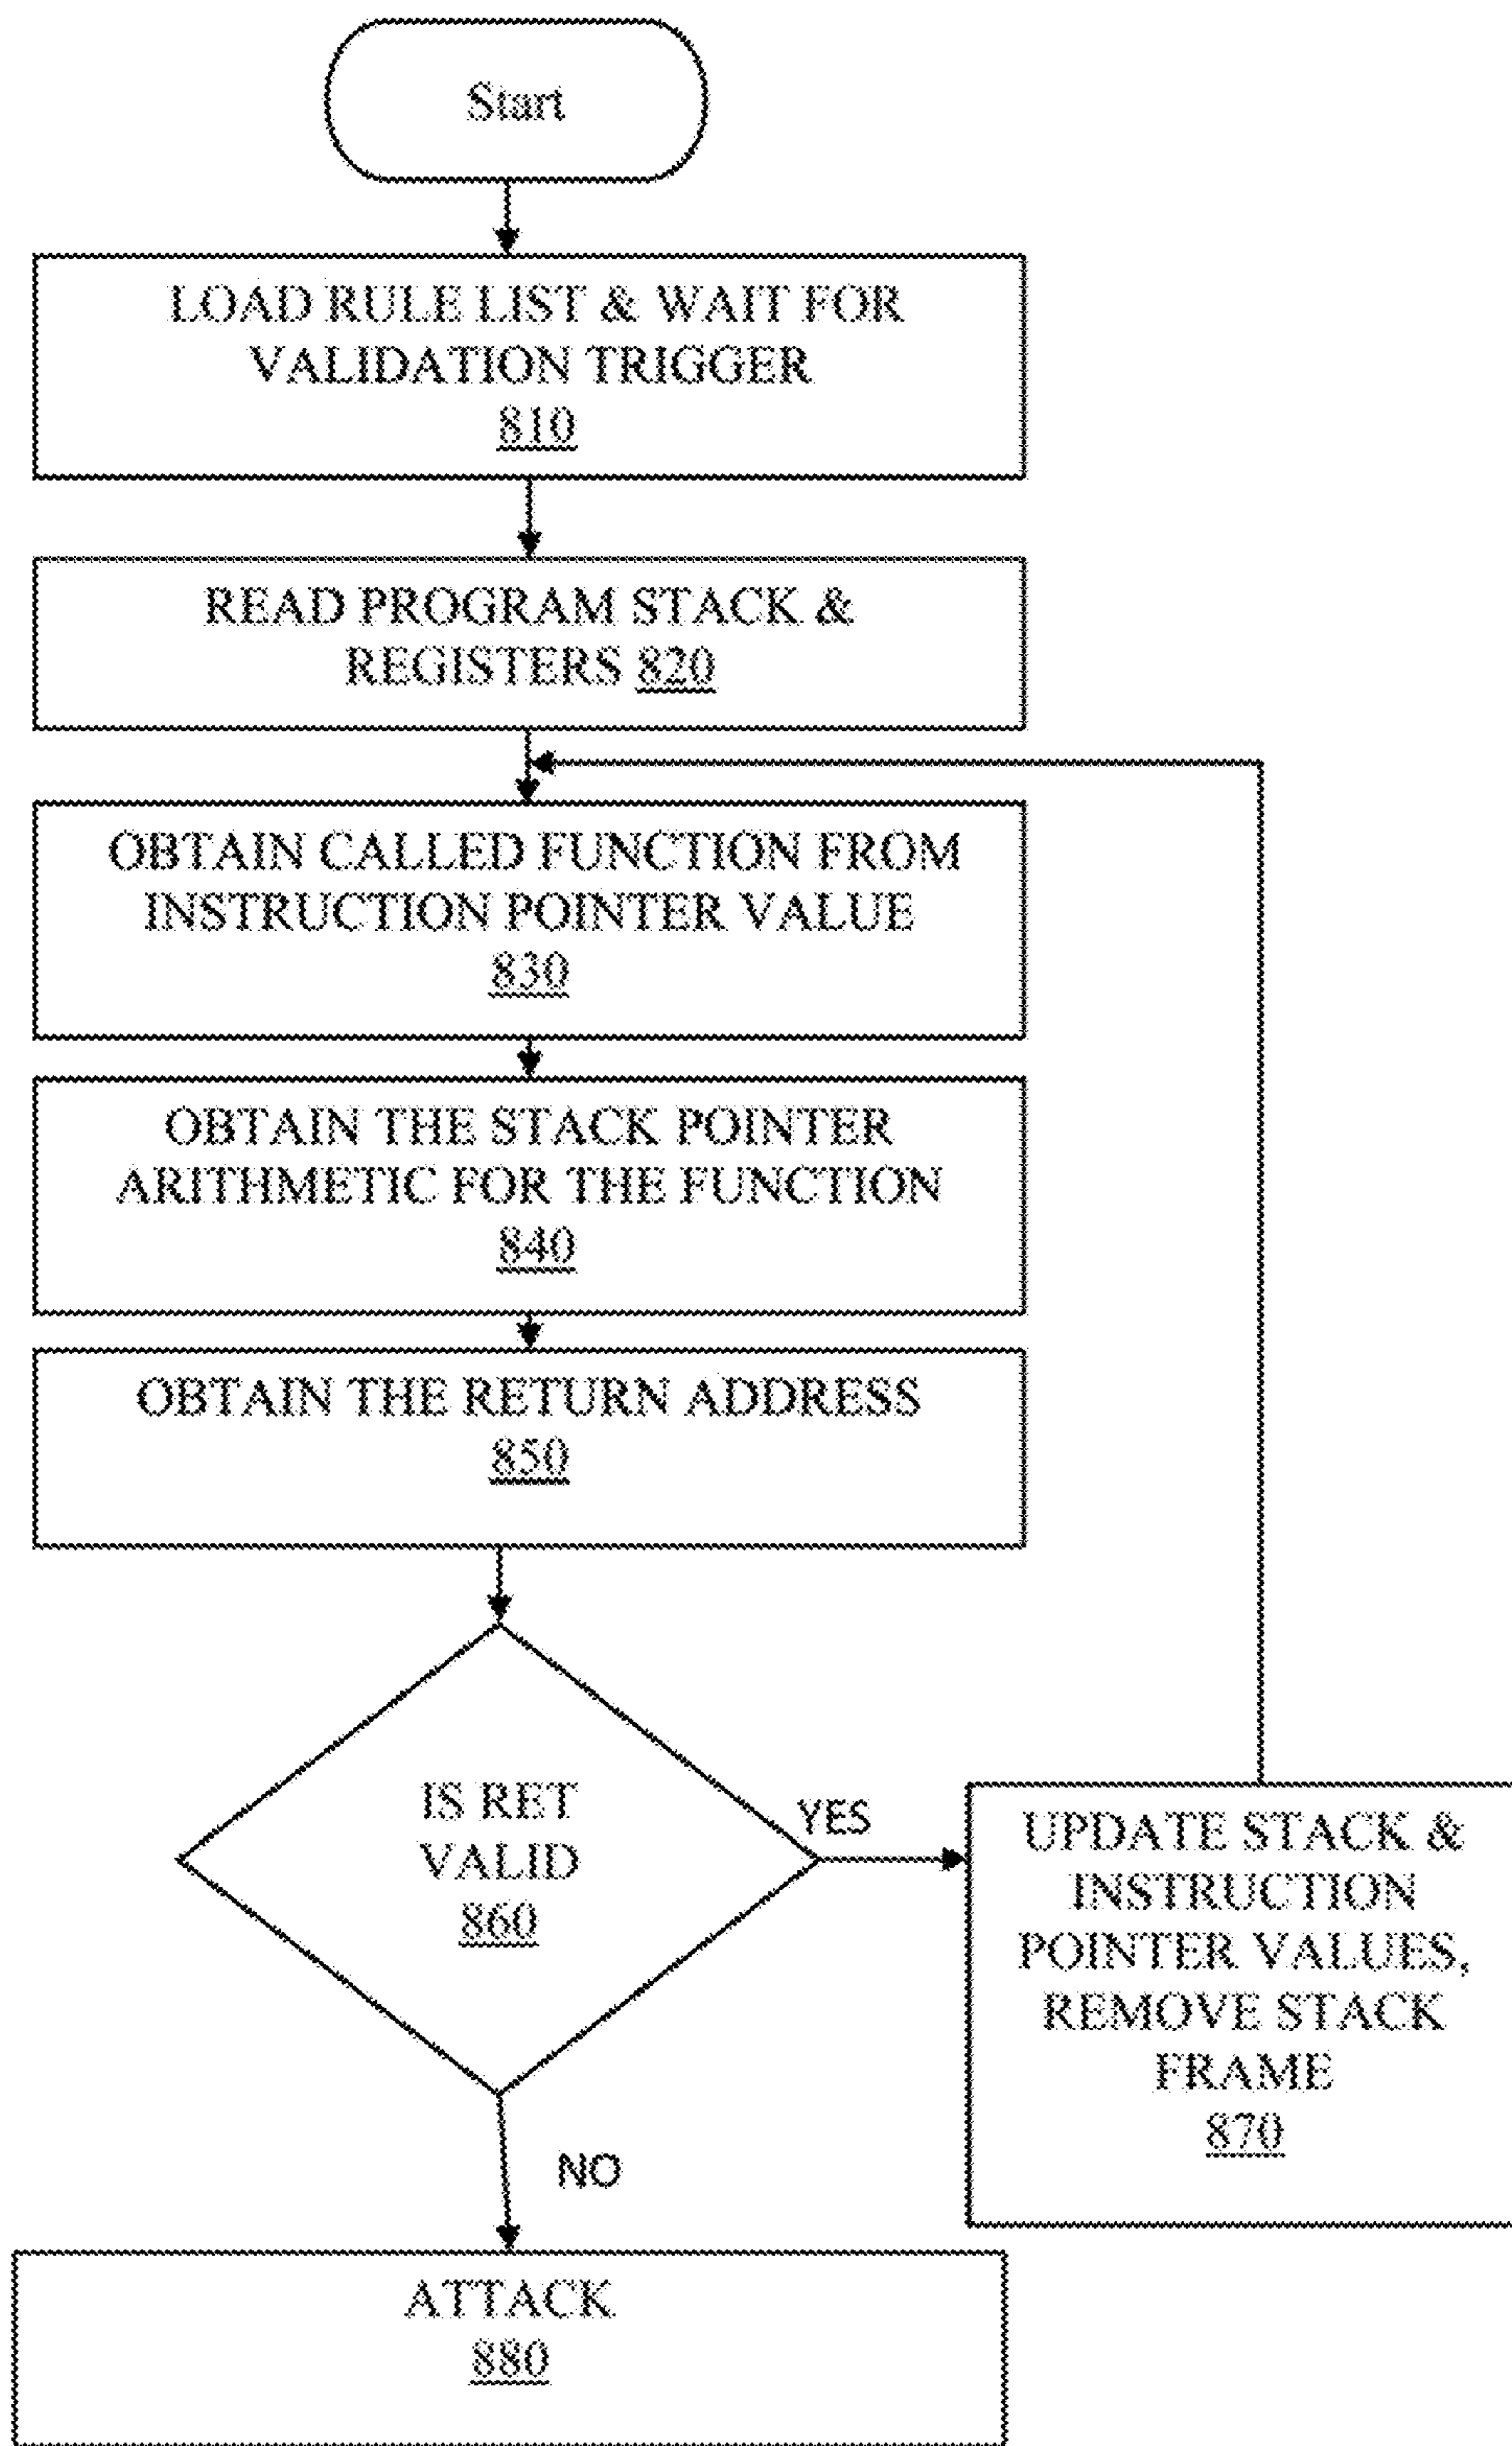 Start
LOAD RULE LIST & WAIT FOR
VALIDATION TRIGGER
810
READ PROGRAM STACK &
REGISTERS 820
OBTAIN CALLED FUNCTION FROM
INSTRUCTION POINTER VALUE
830
OBTAIN THE STACK POINTER
ARITHMETIC FOR THE FUNCTION
840
OBTAIN THE RETURN ADDRESS
850
IS RET
VALID
860
YES
UPDATE STACK &
INSTRUCTION
POINTER VALUES,
REMOVE STACK
FRAME
870
NO
ATTACK
880